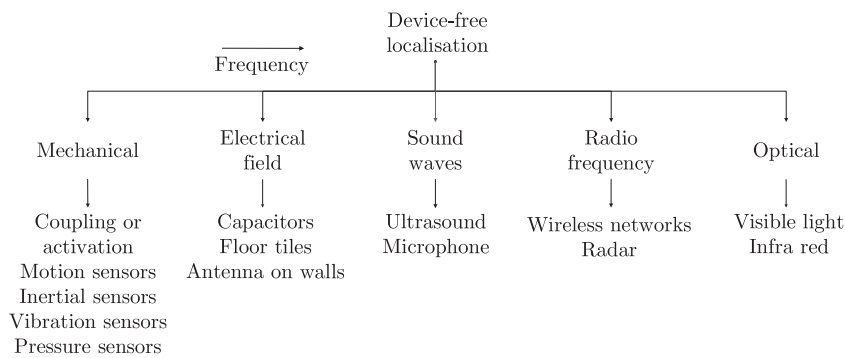 Device-free
localisation
Frequency
Mechanical
Electrical
field
Sound
waves
Radio
frequency
Optical
Coupling or
activation
Motion sensors
Inertial sensors
Vibration sensors
Pressure sensors
Capacitors
Floor tiles
Antenna on walls
Ultrasound
Microphone
Wireless networks
Radar
Visible light
Infra red